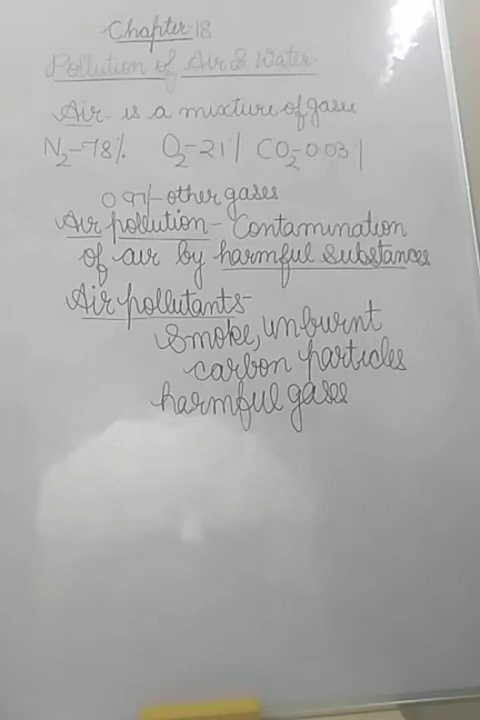 Chapter-18
Pollution of Air & Water-
Air- is a mixture of gases
N2-78%. O2-21% CO2-0.03%
0.97-other gases
Air pollution - Contamination
of air by harmful substances
Air pollutants-
Smoke, unburnt
carbon particles
harmful gases